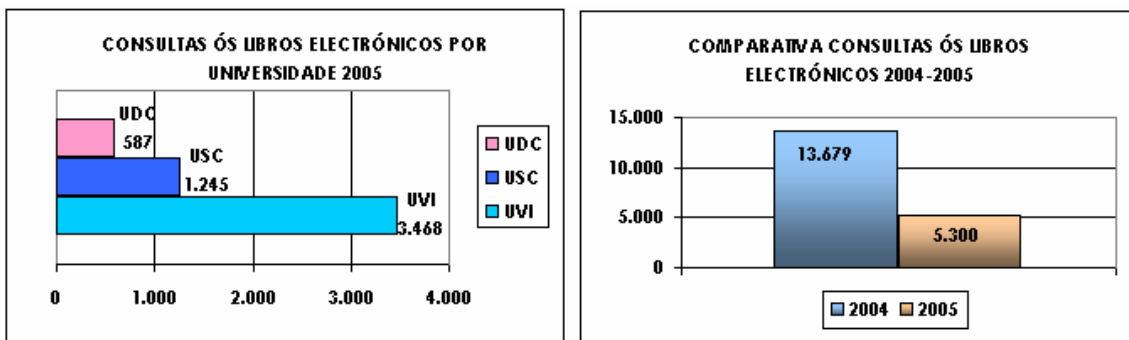 CONSULTAS ÓS LIBROS ELECTRÓNICOS POR
UNIVERSIDADE 2005
UDC
587
USC
1.245
UVI
3.468
0 1.000 2.000 3.000 4.000
UDC
USC
UVI
COMPARATIVA CONSULTAS ÓS LIBROS
ELECTRÓNICOS 2004-2005
15.000
10.000
5.000
0
13.679
5.300
2004 2005